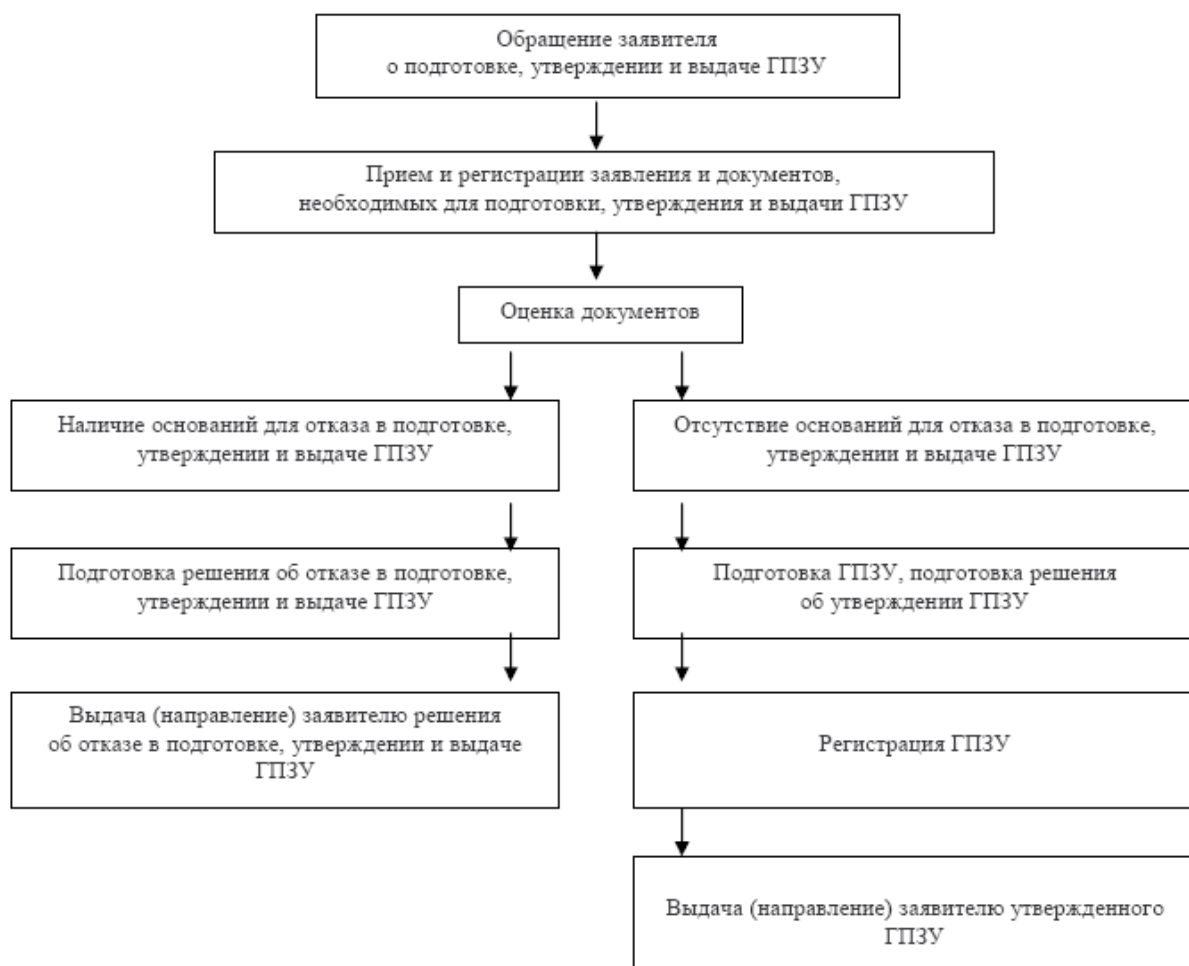 Обращение заявителя
о подготовке, утверждении и выдаче ГПЗУ
Прием и регистрации заявления и документов,
необходимых для подготовки, утверждения и выдачи ГПЗУ
Оценка документов
Наличие оснований для отказа в подготовке,
утверждении и выдаче ГПЗУ
Отсутствие оснований для отказа в подготовке,
утверждении и выдаче ГПЗУ
Подготовка решения об отказе в подготовке,
утверждении и выдаче ГПЗУ
Подготовка ГПЗУ, подготовка решения
об утверждении ГПЗУ
Выдача (направление) заявителю решения
об отказе в подготовке, утверждении и выдаче
ГПЗУ
Регистрация ГПЗУ
Выдача (направление) заявителю утвержденного
ГПЗУ